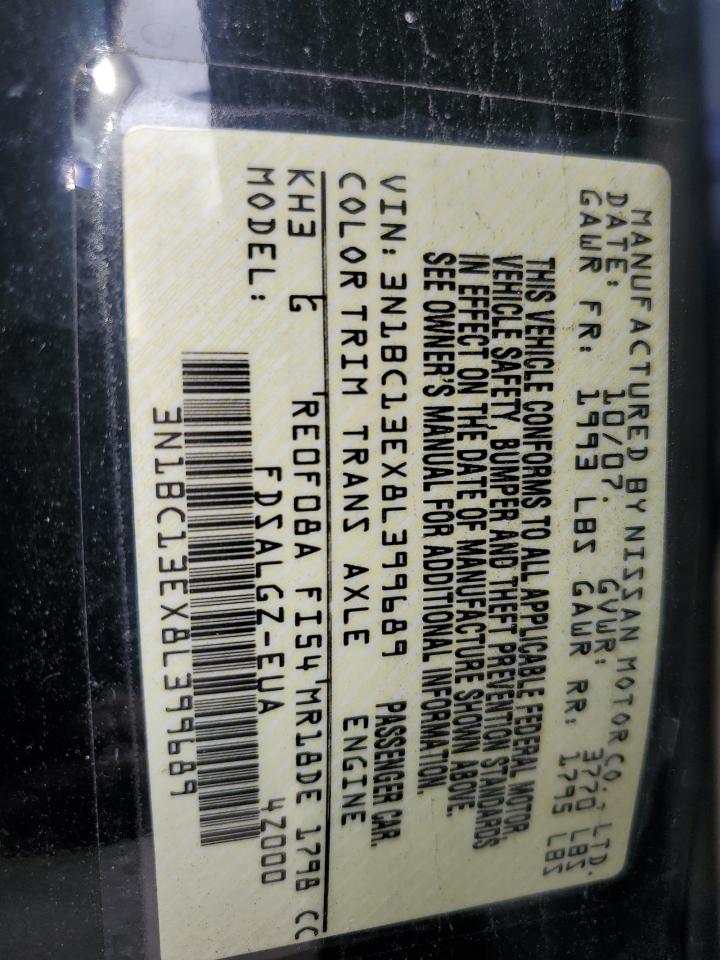 MANUFACTURED BY NISSAN MOTOR CO., LTD.
DATE: 10/07. GVWR: 3770 LBS
GAWR FR: 1993 LBS GAWR RR: 1795 LBS
THIS VEHICLE CONFORMS TO ALL APPLICABLE FEDERAL MOTOR
VEHICLE SAFETY, BUMPER AND THEFT PREVENTION STANDARDS
IN EFFECT ON THE DATE OF MANUFACTURE SHOWN ABOVE.
SEE OWNER'S MANUAL FOR ADDITIONAL INFORMATION.
VIN: 3N1BC13EX8L399689 PASSENGER CAR.
COLOR TRIM TRANS AXLE ENGINE
KH3 G RE0F08A FI54 MR18DE 1798 CC
MODEL: FDSALGZ-EUA 4Z000
3N1BC13EX8L399689